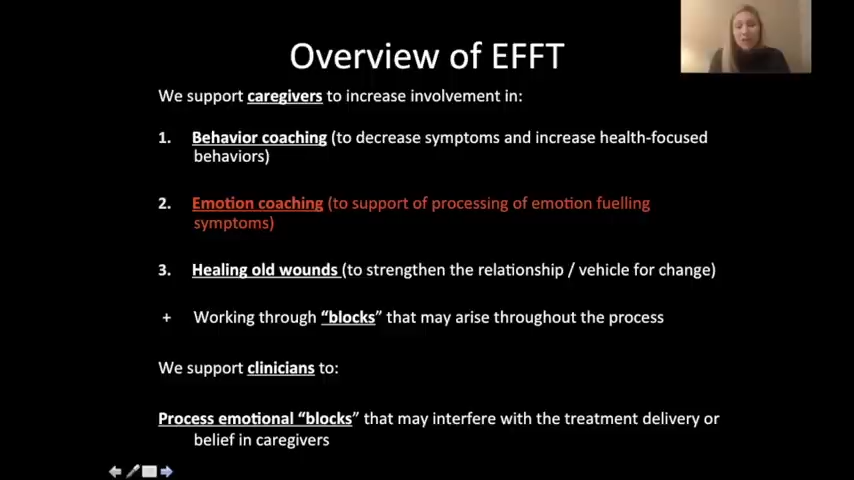 Overview of EFFT
We support caregivers to increase involvement in:
1. Behavior coaching (to decrease symptoms and increase health-focused
behaviors)
2. Emotion coaching (to support of processing of emotion fuelling
symptoms)
3. Healing old wounds (to strengthen the relationship / vehicle for change)
+ Working through “blocks” that may arise throughout the process
We support clinicians to:
Process emotional “blocks” that may interfere with the treatment delivery or
belief in caregivers